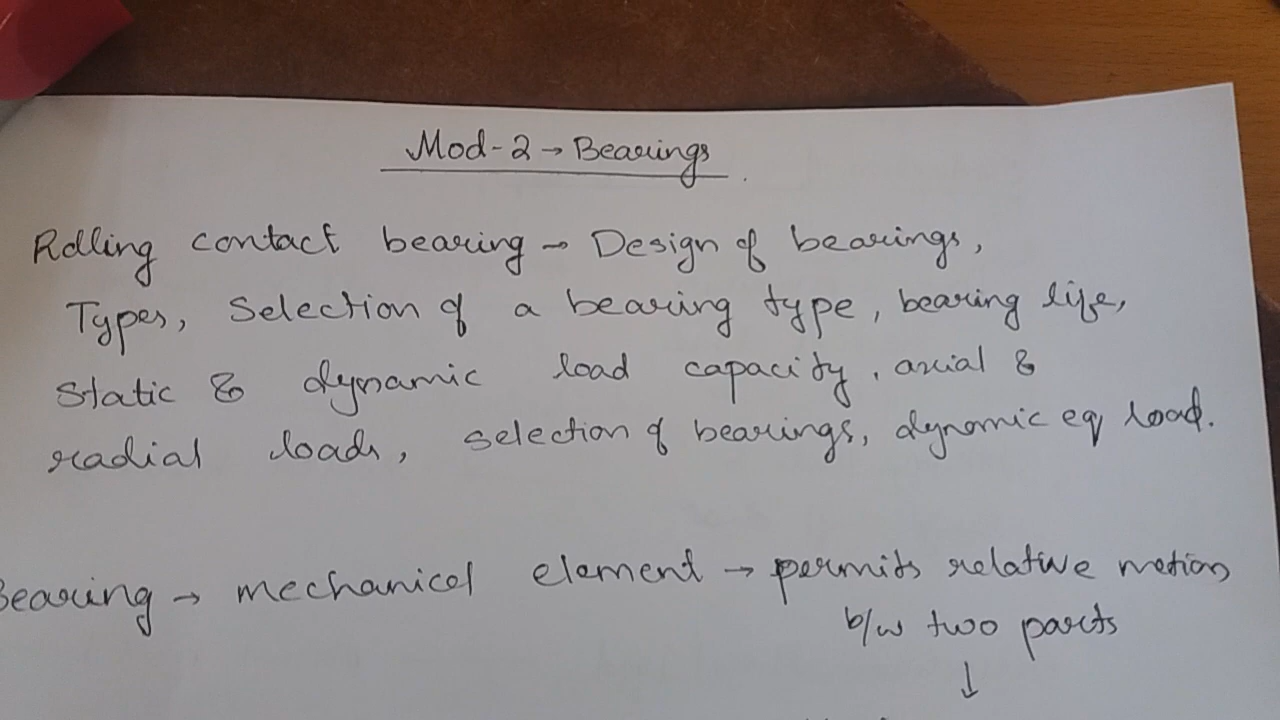 Mod-2 → Bearings
Rolling contact bearing → Design of bearings,
Types, Selection of a bearing type, bearing life,
Static & dynamic load capacity, axial &
radial loads, selection of bearings, dynamic eq load.
Bearing → mechanical element → permits relative motion
b/w two parts
↓